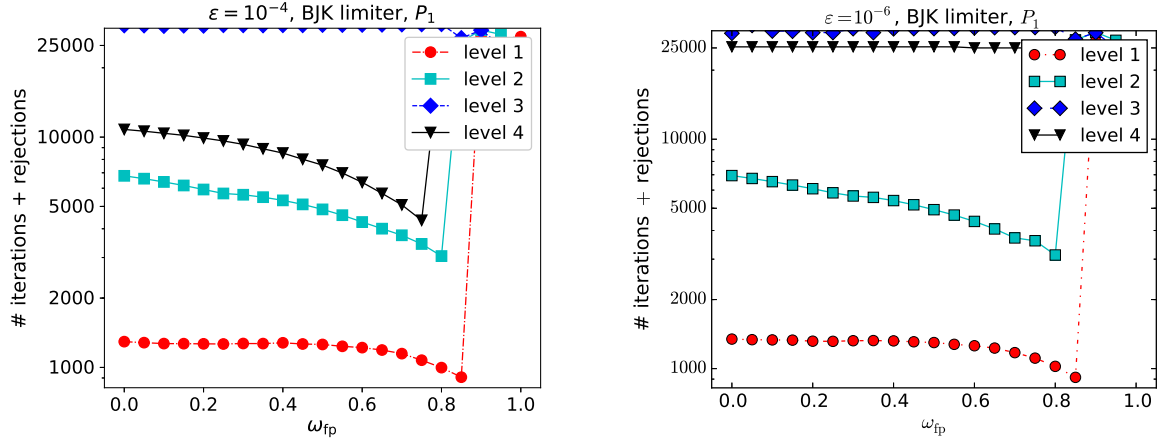 ε = 10⁻⁴, BJK limiter, P₁
# iterations + rejections
25000
10000
5000
2000
1000
level 1
level 2
level 3
level 4
0.0 0.2 0.4 0.6 0.8 1.0
ω_fp
ε = 10⁻⁶, BJK limiter, P₁
# iterations + rejections
25000
10000
5000
2000
1000
level 1
level 2
level 3
level 4
0.0 0.2 0.4 0.6 0.8 1.0
ω_fp